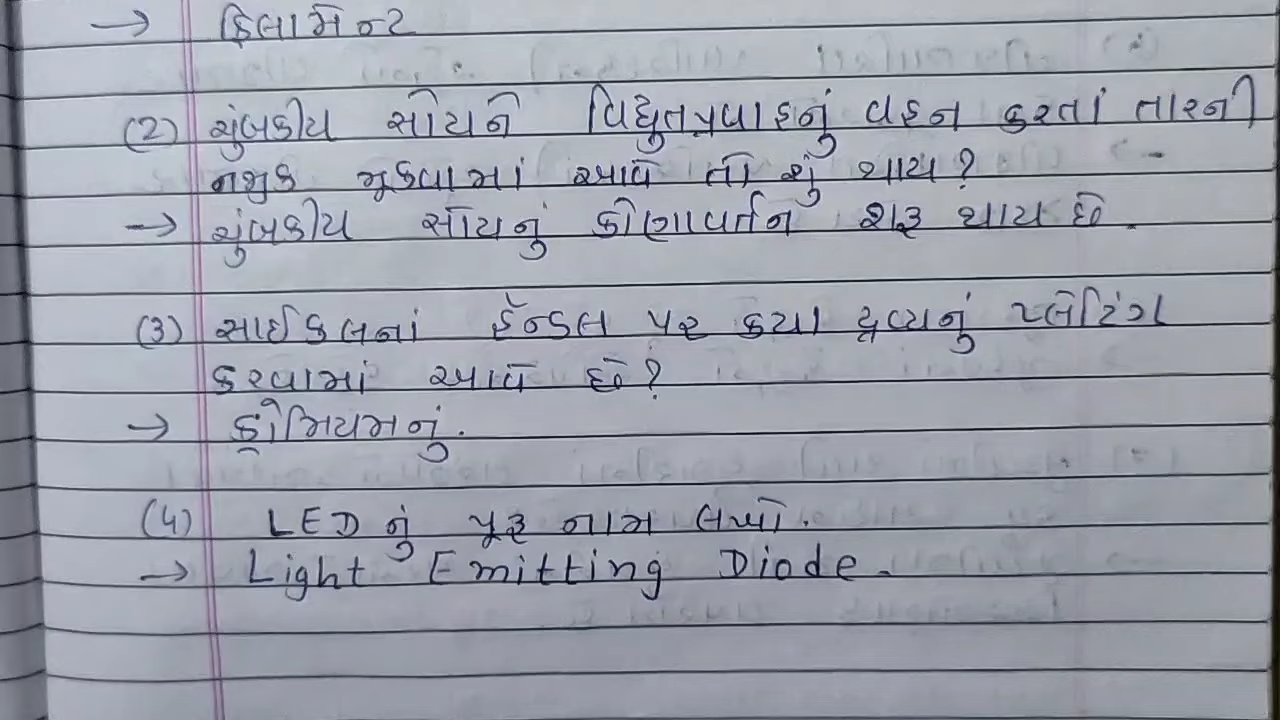 → ફિલામેન્ટ
(2) ચુંબકીય સોયને વિદ્યુતપ્રવાહનું વહન કરતાં તારની
નજીક મૂકવામાં આવે તો શું થાય?
→ ચુંબકીય સોયનું કોણાવર્તન શરૂ થાય છે.
(3) સાઈકલનાં હેન્ડલ પર કયા દ્રવ્યનું પ્લેટિંગ
કરવામાં આવે છે?
→ ક્રોમિયમનું.
(4) LED નું પૂરૂ નામ લખો.
→ Light Emitting Diode.